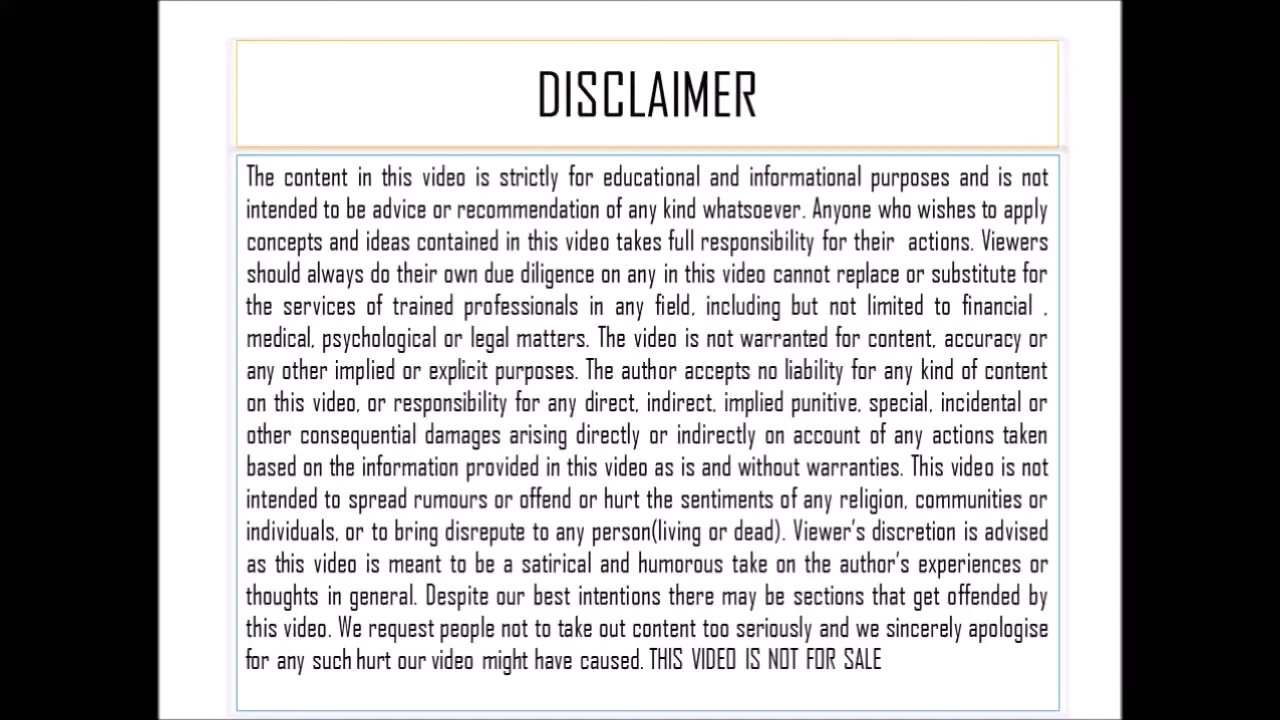 DISCLAIMER
The content in this video is strictly for educational and informational purposes and is not
intended to be advice or recommendation of any kind whatsoever. Anyone who wishes to apply
concepts and ideas contained in this video takes full responsibility for their actions. Viewers
should always do their own due diligence on any in this video cannot replace or substitute for
the services of trained professionals in any field, including but not limited to financial ,
medical, psychological or legal matters. The video is not warranted for content, accuracy or
any other implied or explicit purposes. The author accepts no liability for any kind of content
on this video, or responsibility for any direct, indirect, implied punitive, special, incidental or
other consequential damages arising directly or indirectly on account of any actions taken
based on the information provided in this video as is and without warranties. This video is not
intended to spread rumours or offend or hurt the sentiments of any religion, communities or
individuals, or to bring disrepute to any person(living or dead). Viewer's discretion is advised
as this video is meant to be a satirical and humorous take on the author's experiences or
thoughts in general. Despite our best intentions there may be sections that get offended by
this video. We request people not to take out content too seriously and we sincerely apologise
for any such hurt our video might have caused. THIS VIDEO IS NOT FOR SALE